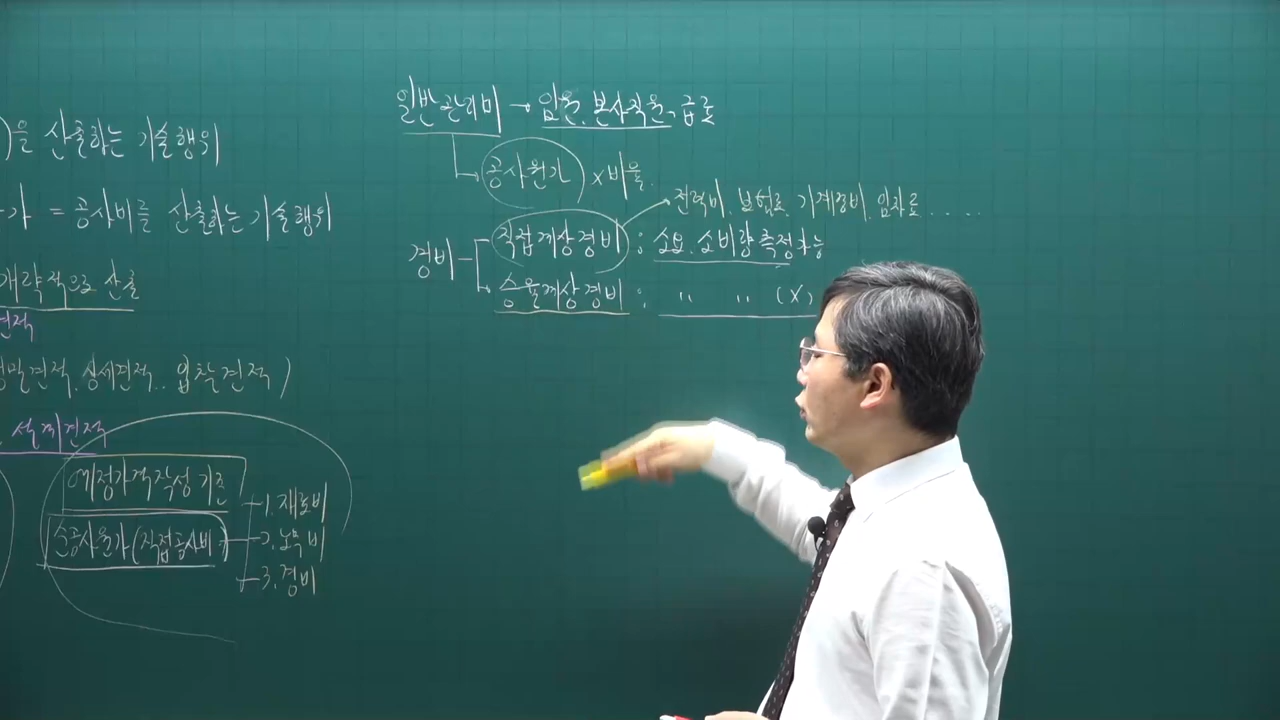 )을 산출하는 기술행위
가 = 공사비를 산출하는 기술행위
개략적으로 산출
견적
정밀견적, 상세견적, 입찰견적)
설계견적
예정가격작성 기준
순공사원가(직접공사비)
1. 재료비
2. 노무비
3. 경비
일반관리비 → 임원, 본사직원 급료
공사원가 × 비율.
전력비, 보험료, 기계경비, 임차료 . . . . .
경비 직접계상경비 : 소요, 소비량 측정가능
승율계상경비 : 〃 〃 (X)